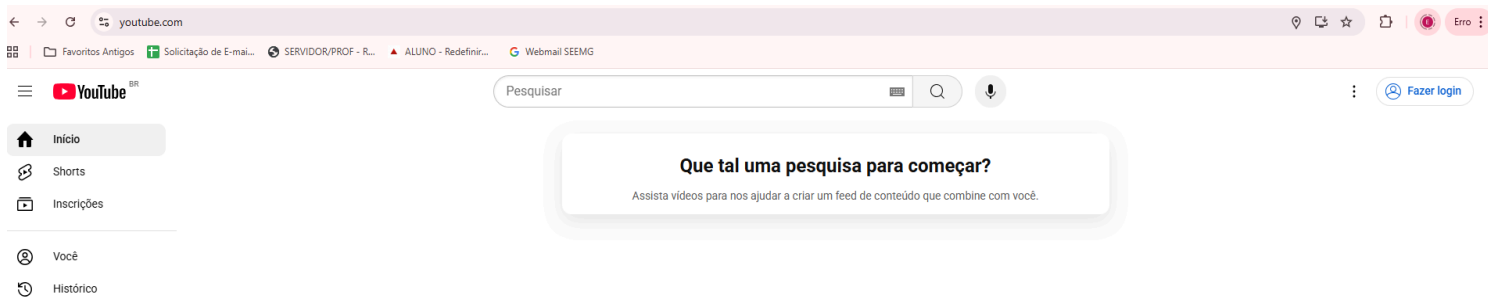 youtube.com
Erro
Favoritos Antigos Solicitação de E-mai... SERVIDOR/PROF - R... ALUNO - Redefinir... Webmail SEEMG
YouTube BR
Pesquisar
Fazer login
Início
Que tal uma pesquisa para começar?
Shorts
Assista vídeos para nos ajudar a criar um feed de conteúdo que combine com você.
Inscrições
Você
Histórico